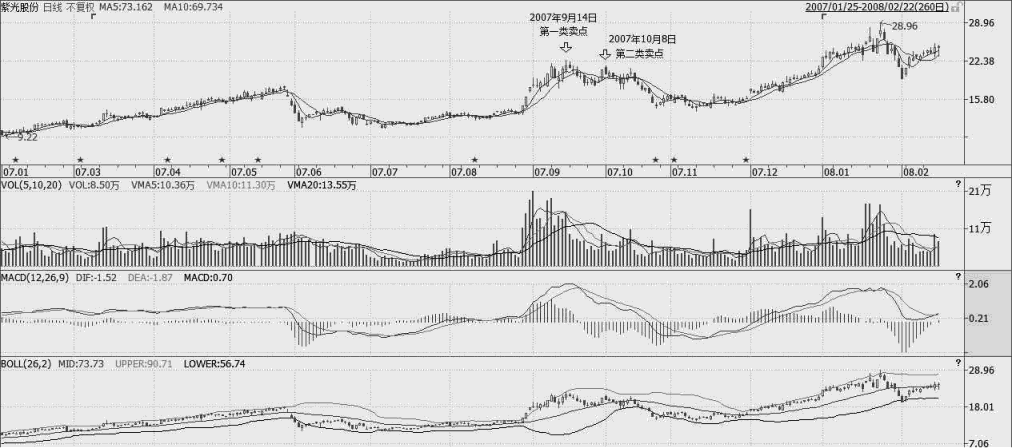 紫光股份 日线 不复权 MA5:73.162 MA10:69.734
2007/01/25-2008/02/22(260日)
28.96
28.96
2007年9月14日
第一类卖点
2007年10月8日
第二类卖点
22.38
15.80
9.22
07.01 07.03 07.04 07.05 07.06 07.07 07.08 07.09 07.10 07.11 07.12 08.01 08.02
VOL(5,10,20) VOL:8.50万 VMA5:10.36万 VMA10:11.30万 VMA20:13.55万 ?
21万
11万
MACD(12,26,9) DIF:-1.52 DEA:-1.87 MACD:0.70 ?
2.06
0.21
BOLL(26,2) MID:73.73 UPPER:90.71 LOWER:56.74 ?
28.96
18.01
7.06